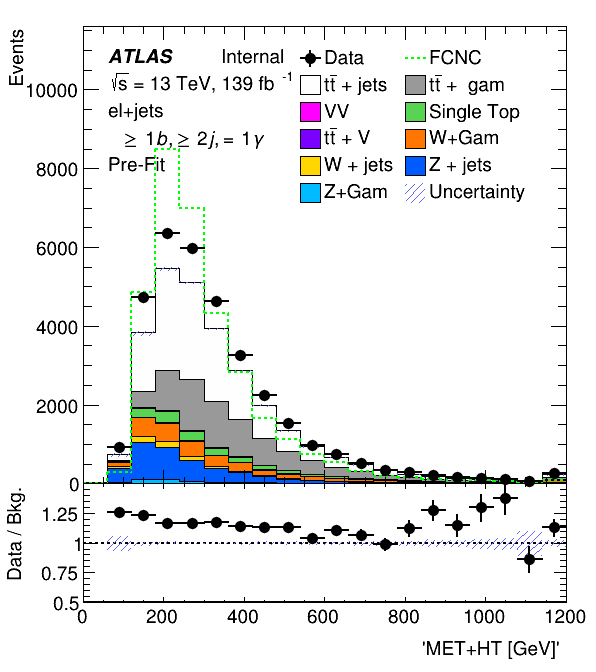 Events
ATLAS Internal
√s = 13 TeV, 139 fb⁻¹
el+jets
≥ 1b, ≥ 2j, = 1γ
Pre-Fit
Data
FCNC
tt̄ + jets
tt̄ + gam
VV
Single Top
tt̄ + V
W+Gam
W + jets
Z + jets
Z+Gam
Uncertainty
10000
8000
6000
4000
2000
0
Data / Bkg.
1.25
1
0.75
0.5
0 200 400 600 800 1000 1200
'MET+HT [GeV]'